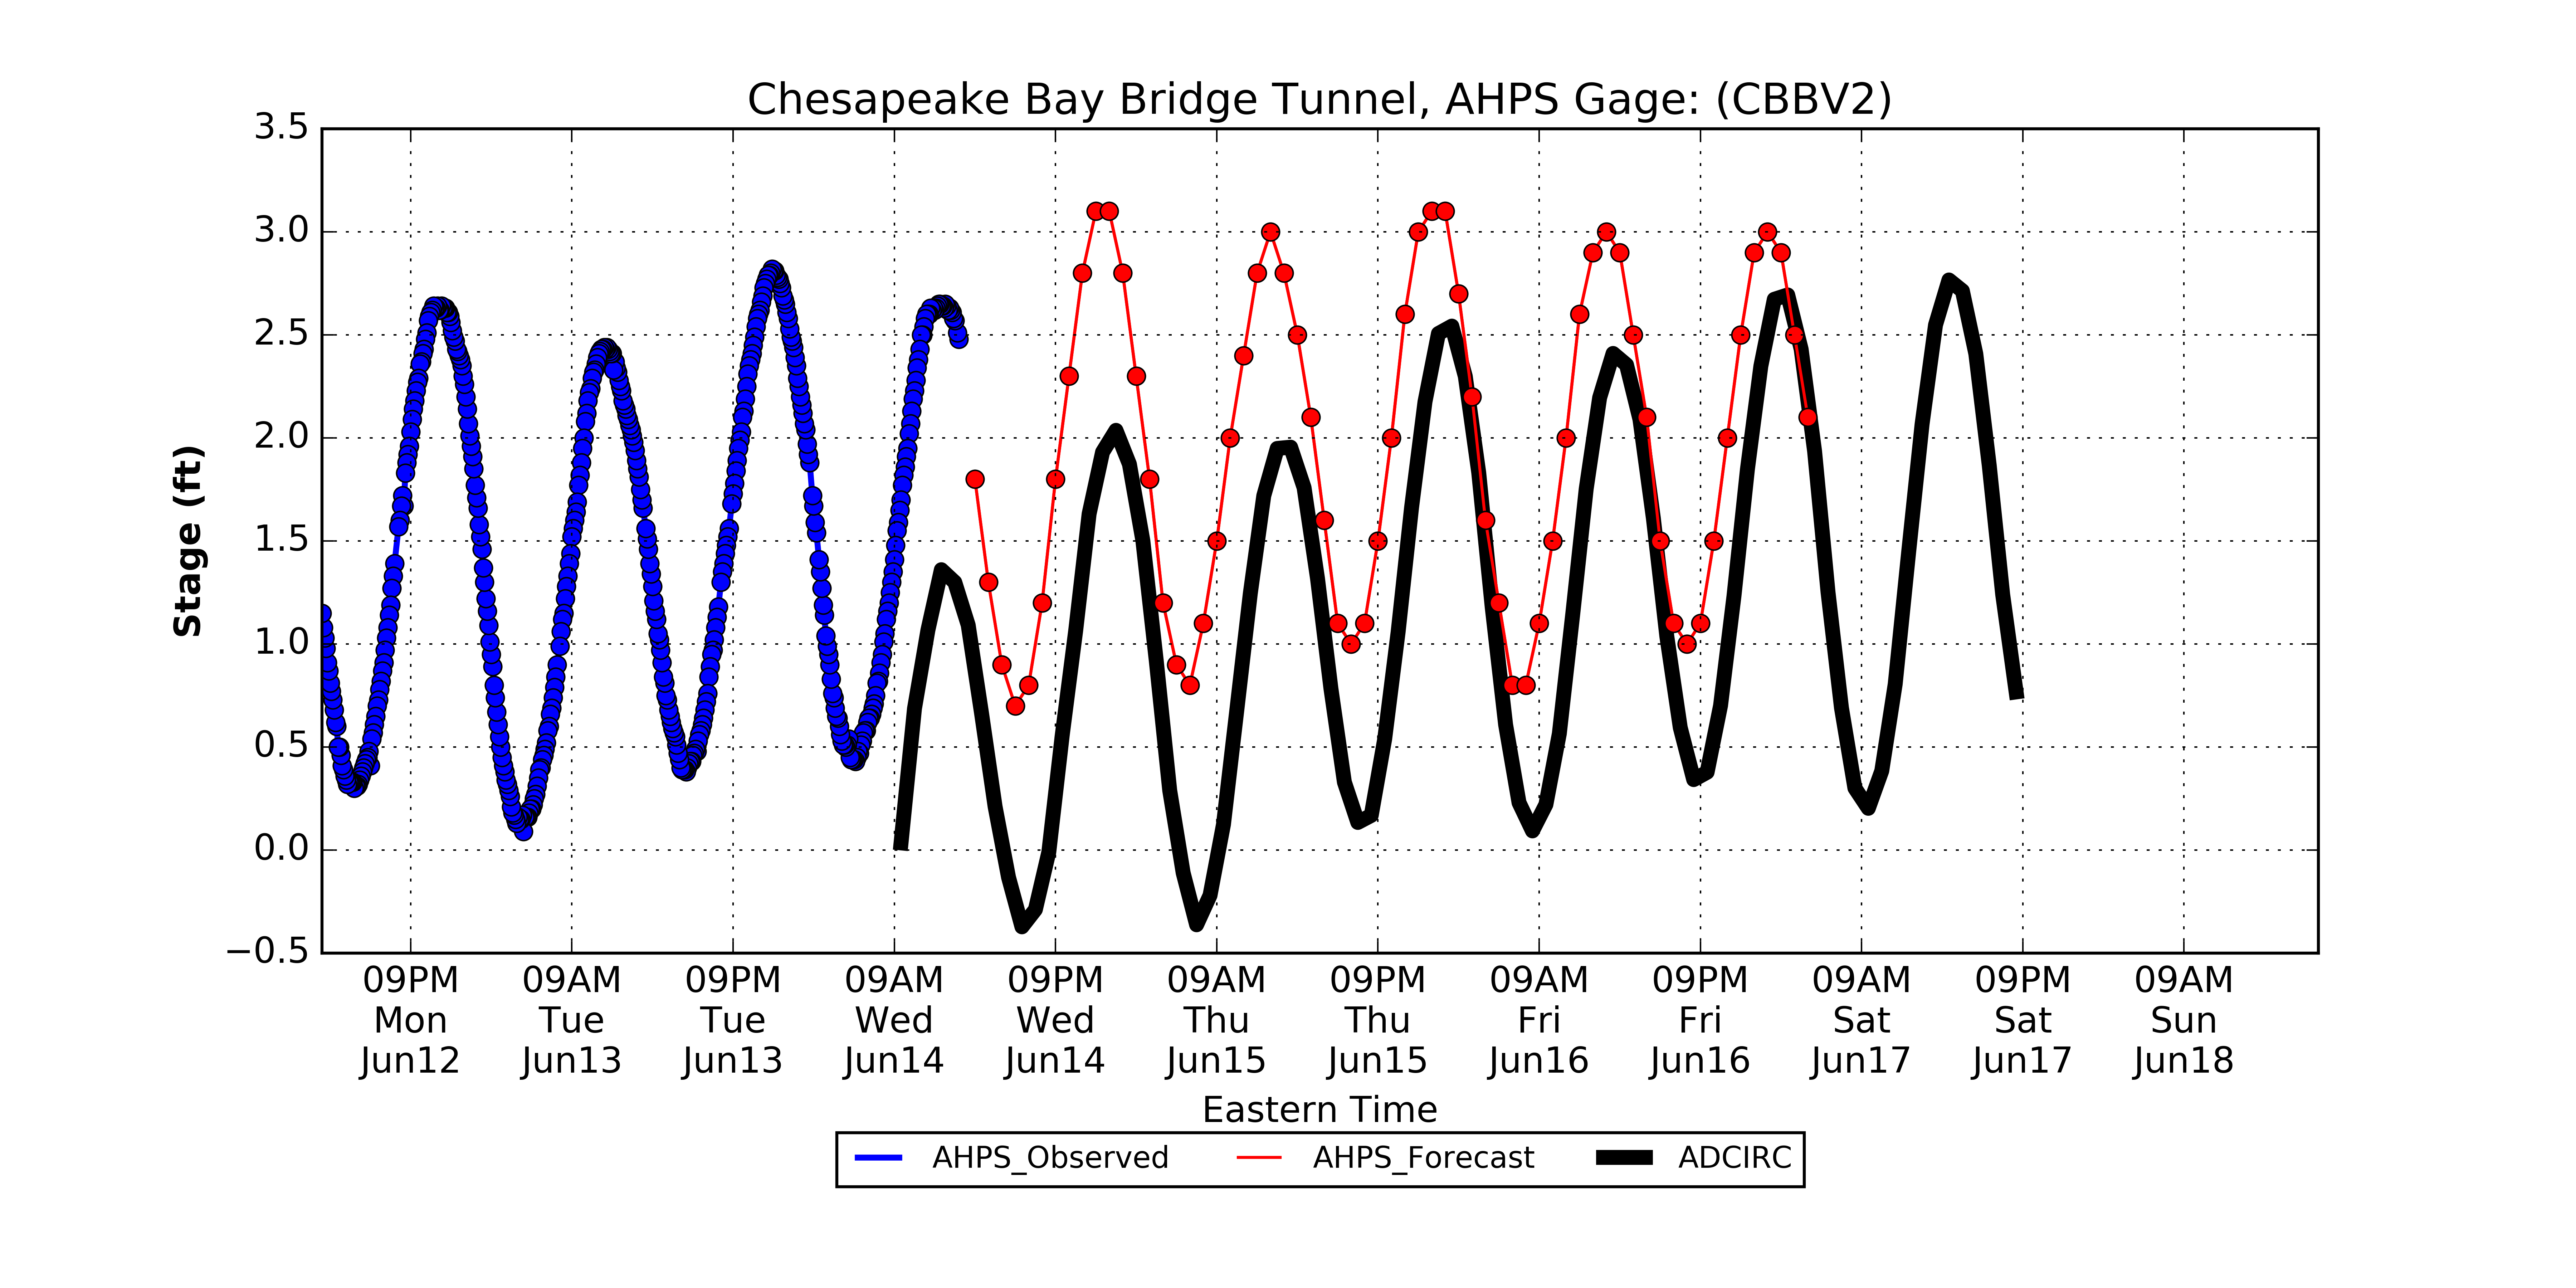 Chesapeake Bay Bridge Tunnel, AHPS Gage: (CBBV2)
3.5
3.0
2.5
2.0
1.5
1.0
0.5
0.0
−0.5
Stage (ft)
09PM 09AM 09PM 09AM 09PM 09AM 09PM 09AM 09PM 09AM 09PM 09AM
Mon Tue Tue Wed Wed Thu Thu Fri Fri Sat Sat Sun
Jun12 Jun13 Jun13 Jun14 Jun14 Jun15 Jun15 Jun16 Jun16 Jun17 Jun17 Jun18
Eastern Time
AHPS_Observed AHPS_Forecast ADCIRC